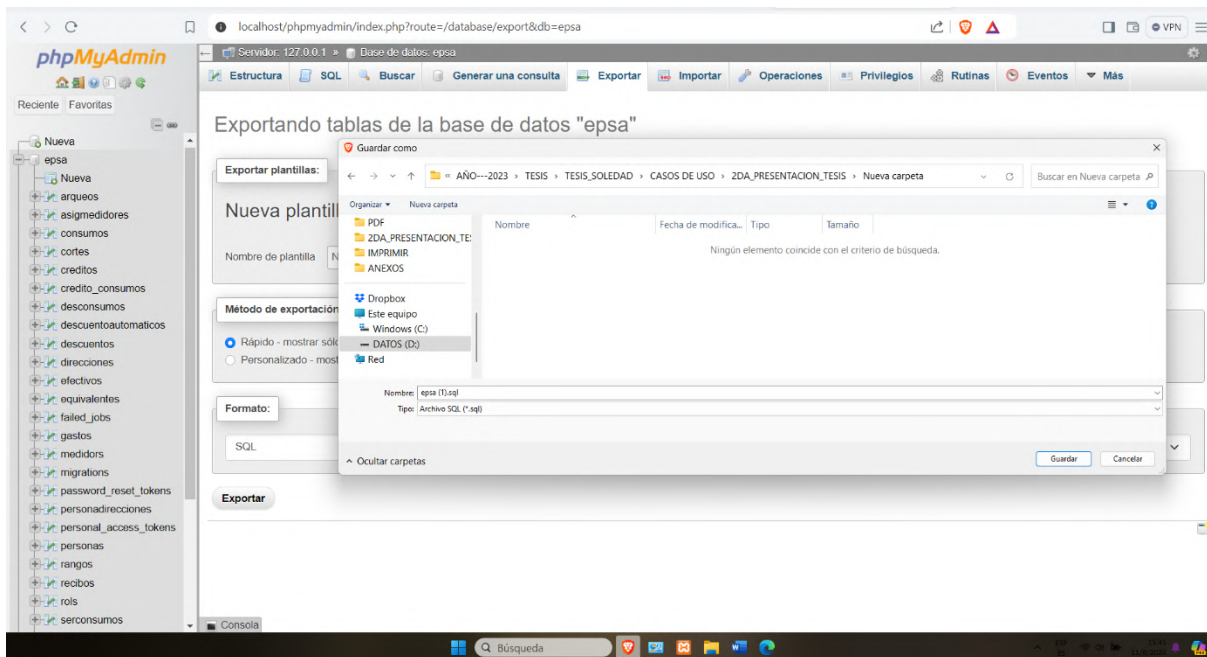 localhost/phpmyadmin/index.php?route=/database/export&db=epsa
VPN
phpMyAdmin
Reciente Favoritas
Nueva
epsa
Nueva
arqueos
asigmedidores
consumos
cortes
creditos
credito_consumos
desconsumos
descuentoautomaticos
descuentos
direcciones
efectivos
equivalentes
failed_jobs
gastos
medidors
migrations
password_reset_tokens
personadirecciones
personal_access_tokens
personas
rangos
recibos
rols
serconsumos
Servidor: 127.0.0.1 » Base de datos: epsa
Estructura SQL Buscar Generar una consulta Exportar Importar Operaciones Privilegios Rutinas Eventos Más
Exportando tablas de la base de datos "epsa"
Exportar plantillas:
Nueva plantill
Nombre de plantilla N
Método de exportación
Rápido - mostrar sólo
Personalizado - most
Formato:
SQL
Exportar
Consola
Guardar como
« AÑO---2023 › TESIS › TESIS_SOLEDAD › CASOS DE USO › 2DA_PRESENTACION_TESIS › Nueva carpeta
Buscar en Nueva carpeta
Organizar Nueva carpeta
PDF
2DA_PRESENTACION_TE
IMPRIMIR
ANEXOS
Dropbox
Este equipo
Windows (C:)
DATOS (D:)
Red
Nombre Fecha de modifica... Tipo Tamaño
Ningún elemento coincide con el criterio de búsqueda.
Nombre: epsa (1).sql
Tipo: Archivo SQL (*.sql)
Ocultar carpetas
Guardar Cancelar
Búsqueda